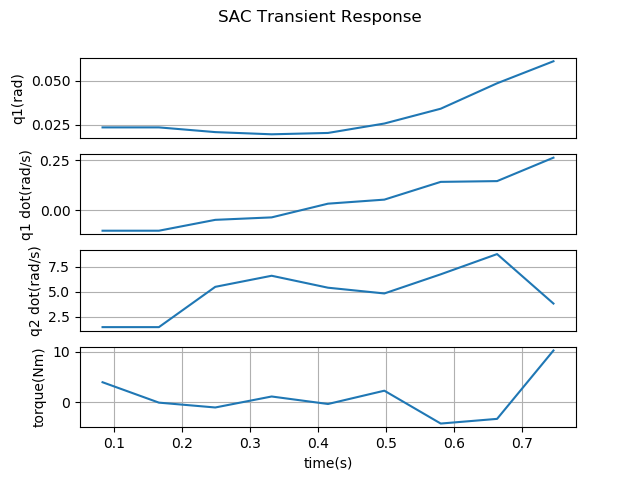 SAC Transient Response
q1(rad)
0.050
0.025
q1 dot(rad/s)
0.25
0.00
q2 dot(rad/s)
7.5
5.0
2.5
torque(Nm)
10
0
0.1 0.2 0.3 0.4 0.5 0.6 0.7
time(s)